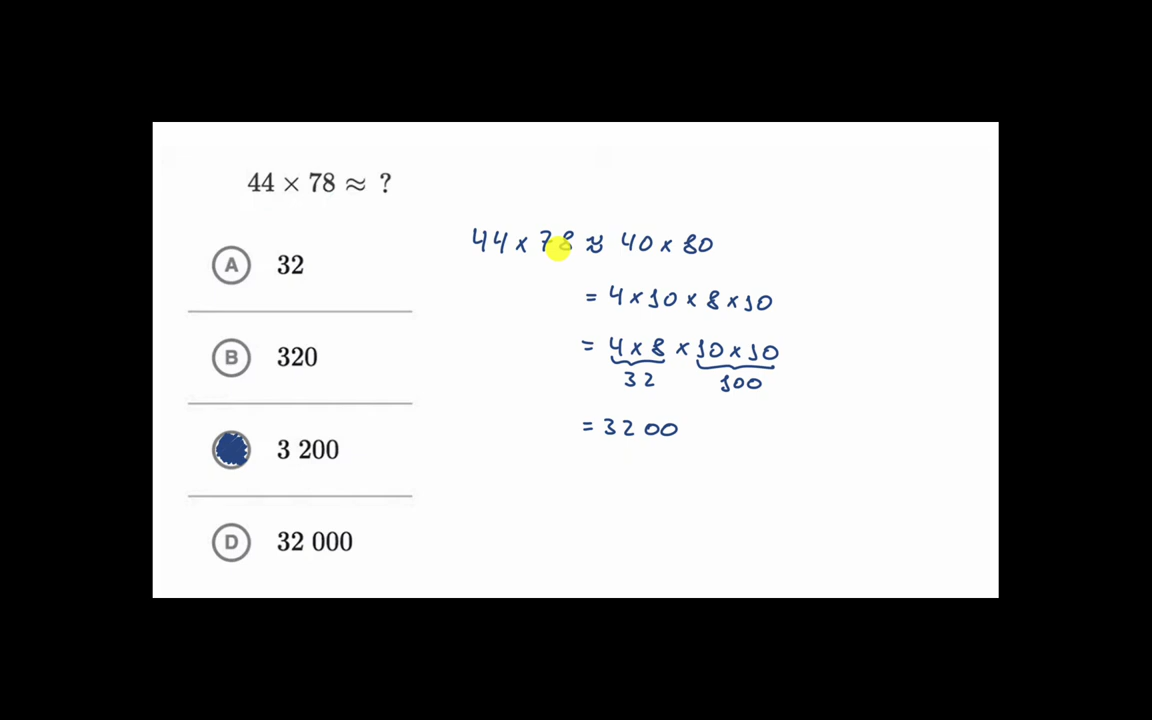 44 × 78 ≈ ?
A 32
B 320
3 200
D 32 000
44 × 78 ≈ 40 × 80
= 4 × 10 × 8 × 10
= 4 × 8 × 10 × 10
32 100
= 3200